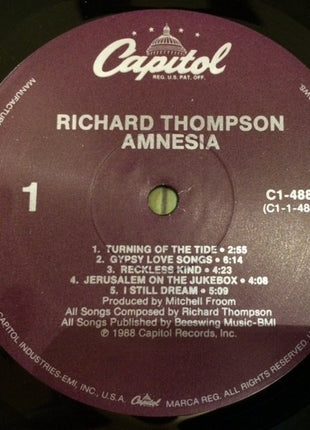 Capitol
REG. U.S. PAT. OFF.
RICHARD THOMPSON
AMNESIA
1
C1-488
(C1-1-48
1. TURNING OF THE TIDE • 2:55
2. GYPSY LOVE SONGS • 6:14
3. RECKLESS KIND • 4:23
4. JERUSALEM ON THE JUKEBOX • 4:08
5. I STILL DREAM • 5:09
Produced by Mitchell Froom
All Songs Composed by Richard Thompson
All Songs Published by Beeswing Music-BMI
Ⓟ 1988 Capitol Records, Inc.
MANUFACTUR
CAPITOL INDUSTRIES-EMI, INC., U.S.A.
Capitol
MARCA REG. ALL RIGHTS RESERVED.